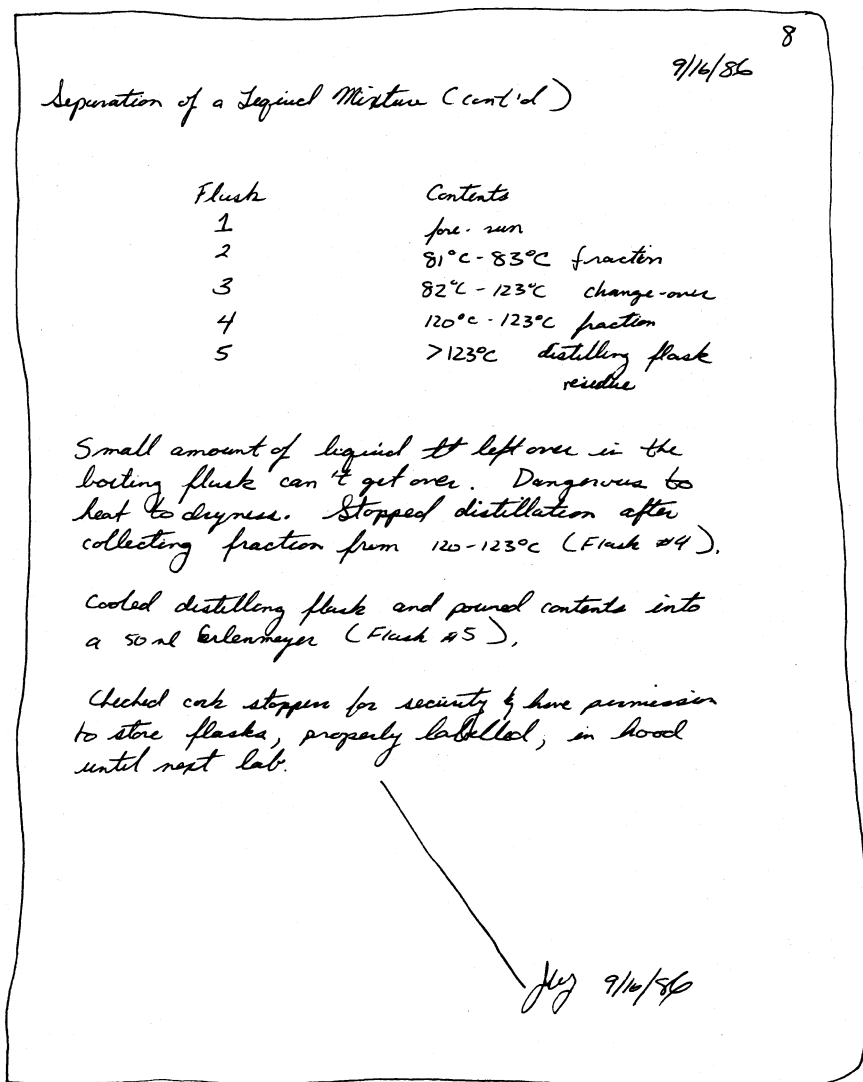 8
9/16/86
Separation of a Liquid Mixture (cont'd)
Flask Contents
1 fore-run
2 81°C-83°C fraction
3 82°C-123°C change-over
4 120°C-123°C fraction
5 >123°C distilling flask
residue
Small amount of liquid left over in the
boiling flask can't get over. Dangerous to
heat to dryness. Stopped distillation after
collecting fraction from 120-123°C (Flask #4).
Cooled distilling flask and poured contents into
a 50 ml Erlenmeyer (Flask #5).
Checked cork stoppers for security & have permission
to store flasks, properly labelled, in hood
until next lab.
9/16/86